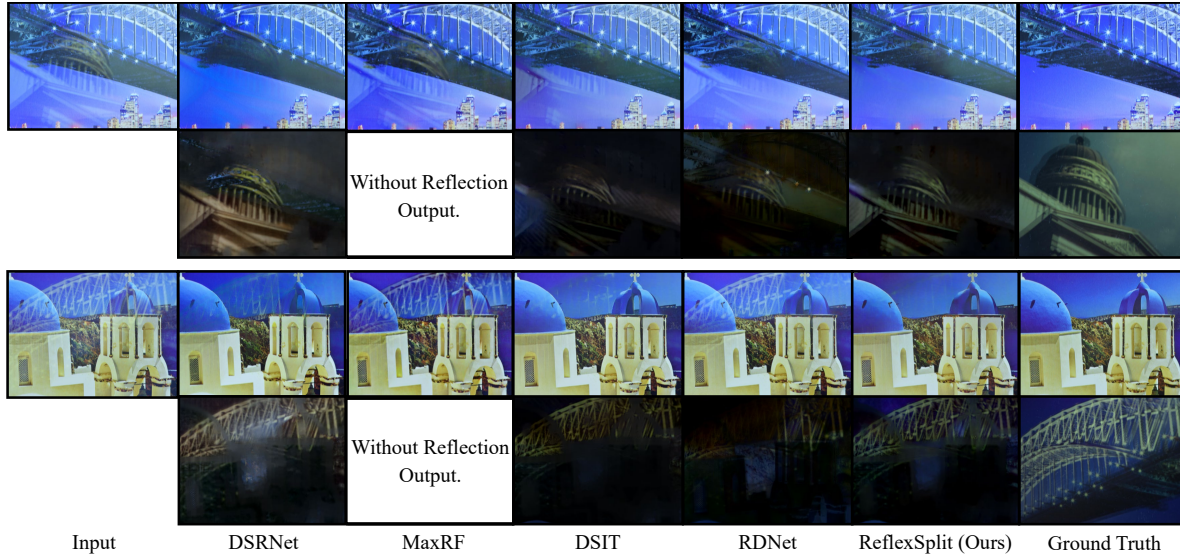 Without Reflection
Output.
Without Reflection
Output.
Input DSRNet MaxRF DSIT RDNet ReflexSplit (Ours) Ground Truth